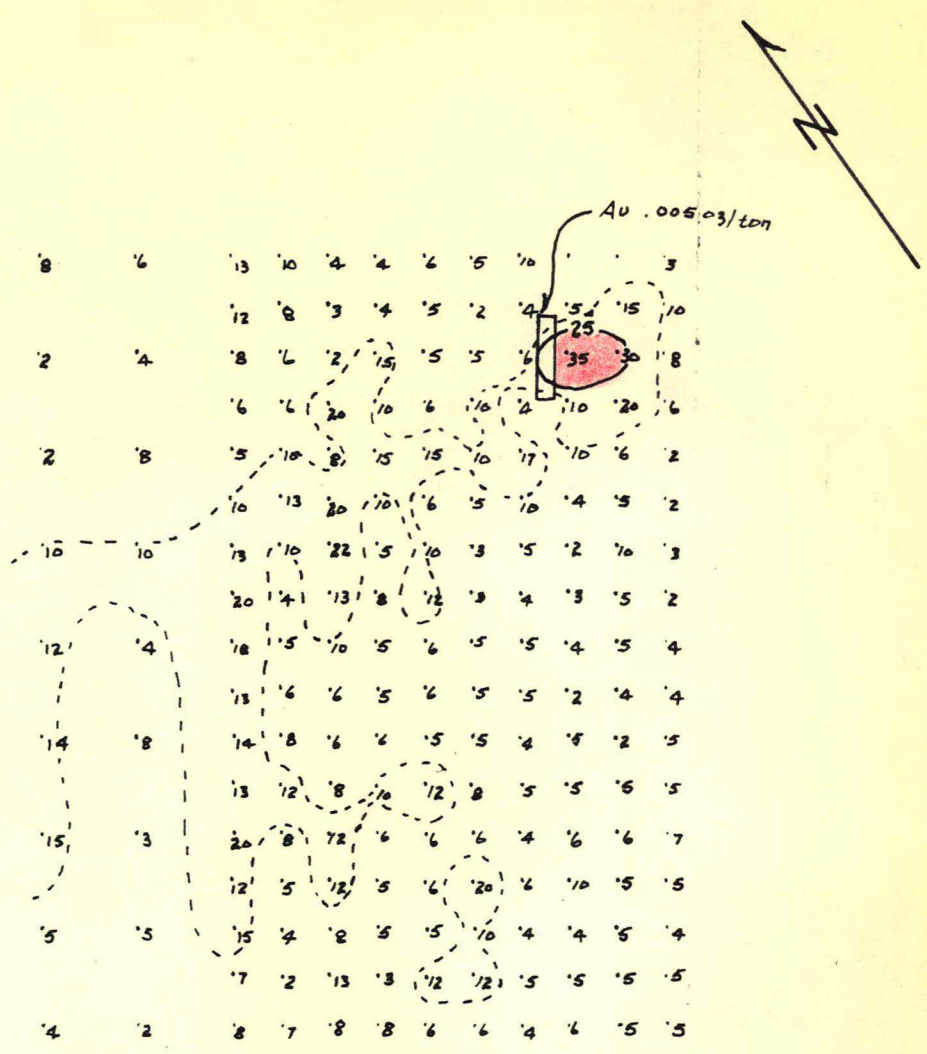 N
Au .005 03/ton
8 6 13 10 4 4 6 5 10 3
12 8 3 4 5 2 4 5 15 10
25
2 4 8 6 2 15 5 5 6 35 30 8
6 6 20 10 6 10 4 10 20 6
2 8 5 10 8 15 15 10 17 10 6 2
10 13 20 10 6 5 10 4 5 2
10 10 13 10 22 5 10 3 5 2 10 3
20 4 13 8 12 4 3 5 2
12 4 5 10 5 6 5 5 4 5 4
13 6 6 5 6 5 5 2 4 4
14 8 14 8 6 6 5 5 4 5 2 5
13 12 8 10 12 8 5 5 5 5
15 3 20 8 12 6 6 6 4 6 6 7
12 5 12 5 6 20 6 10 5 5
5 5 15 4 8 5 5 10 4 4 5 4
7 2 13 3 12 12 5 5 5 5
4 2 8 7 8 8 6 6 4 6 5 5